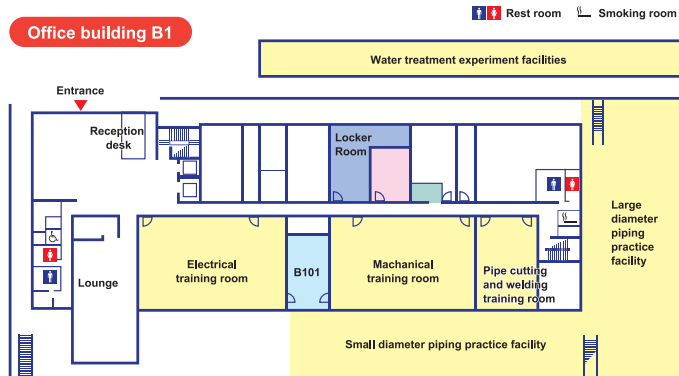 Rest room
Smoking room
Office building B1
Water treatment experiment facilities
Entrance
Reception
desk
Locker
Room
Large
diameter
piping
practice
facility
Electrical
training room
B101
Machanical
training room
Pipe cutting
and welding
training room
Lounge
Small diameter piping practice facility